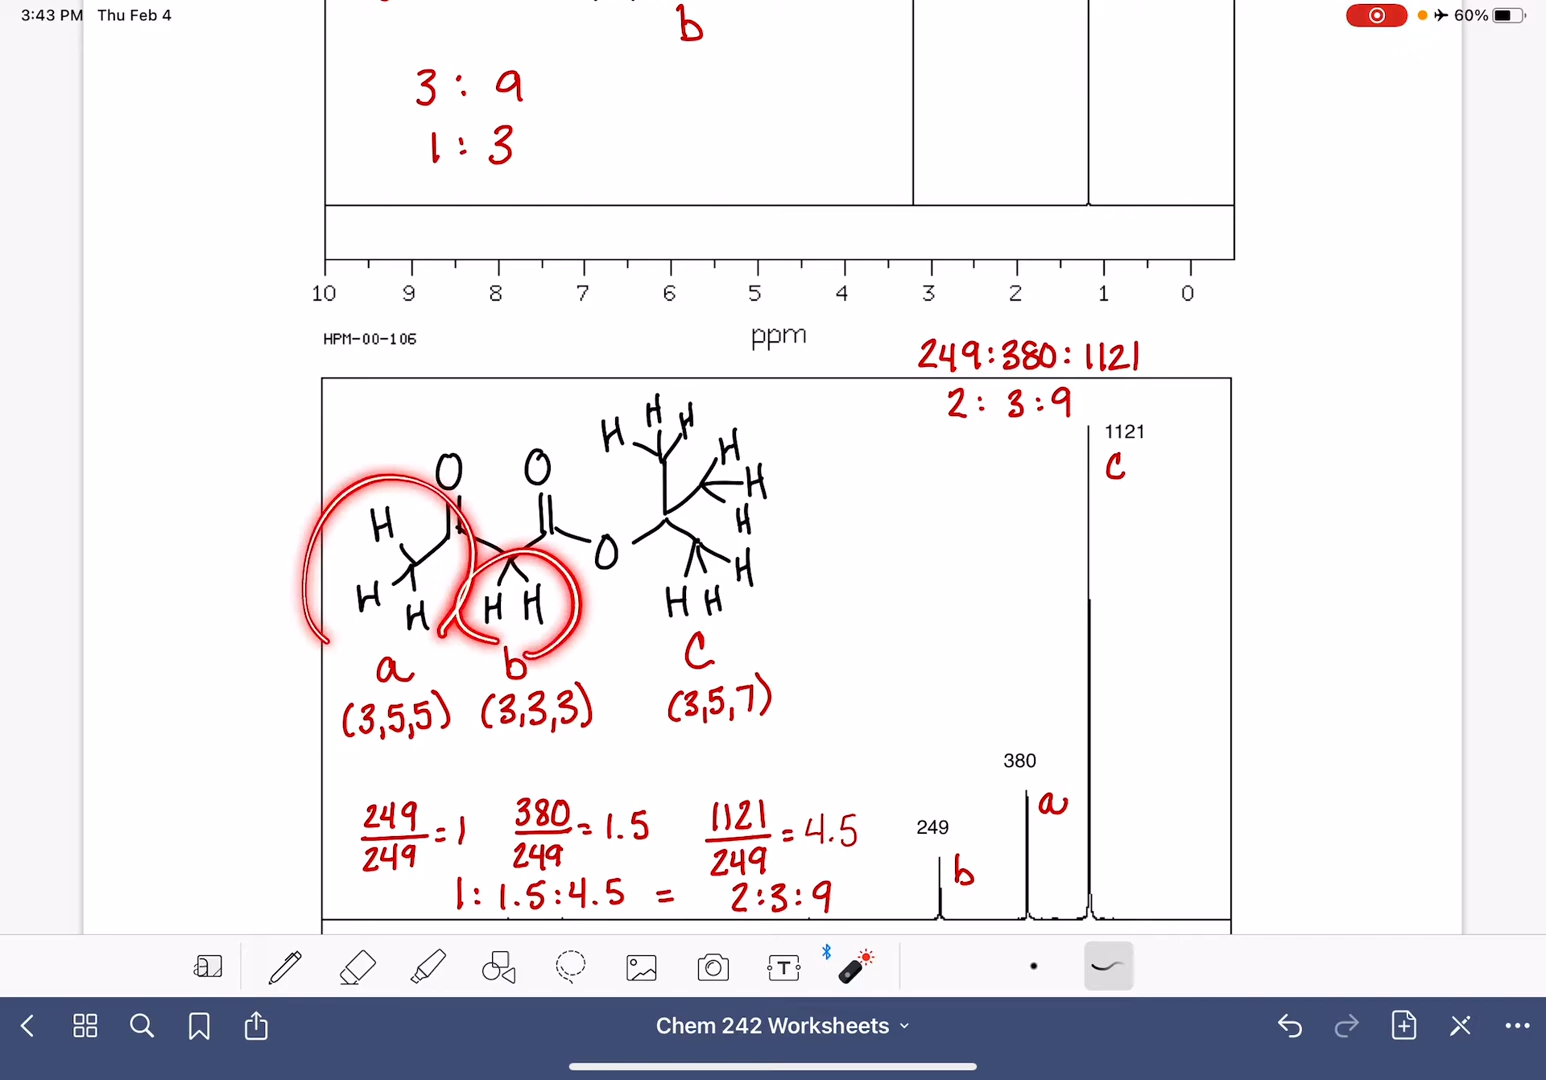 3:43 PM Thu Feb 4
60%
b
3 : 9
1 : 3
10 9 8 7 6 5 4 3 2 1 0
HPM-00-106
ppm
249:380:1121
2: 3:9
1121
C
H H H
O O
H
H
H
H
O
H
H
H H H
H H
H
a b C
(3,5,5) (3,3,3) (3,5,7)
380
a
249
b
249/249 = 1 380/249 = 1.5 1121/249 = 4.5
1: 1.5:4.5 = 2:3:9
T
Chem 242 Worksheets